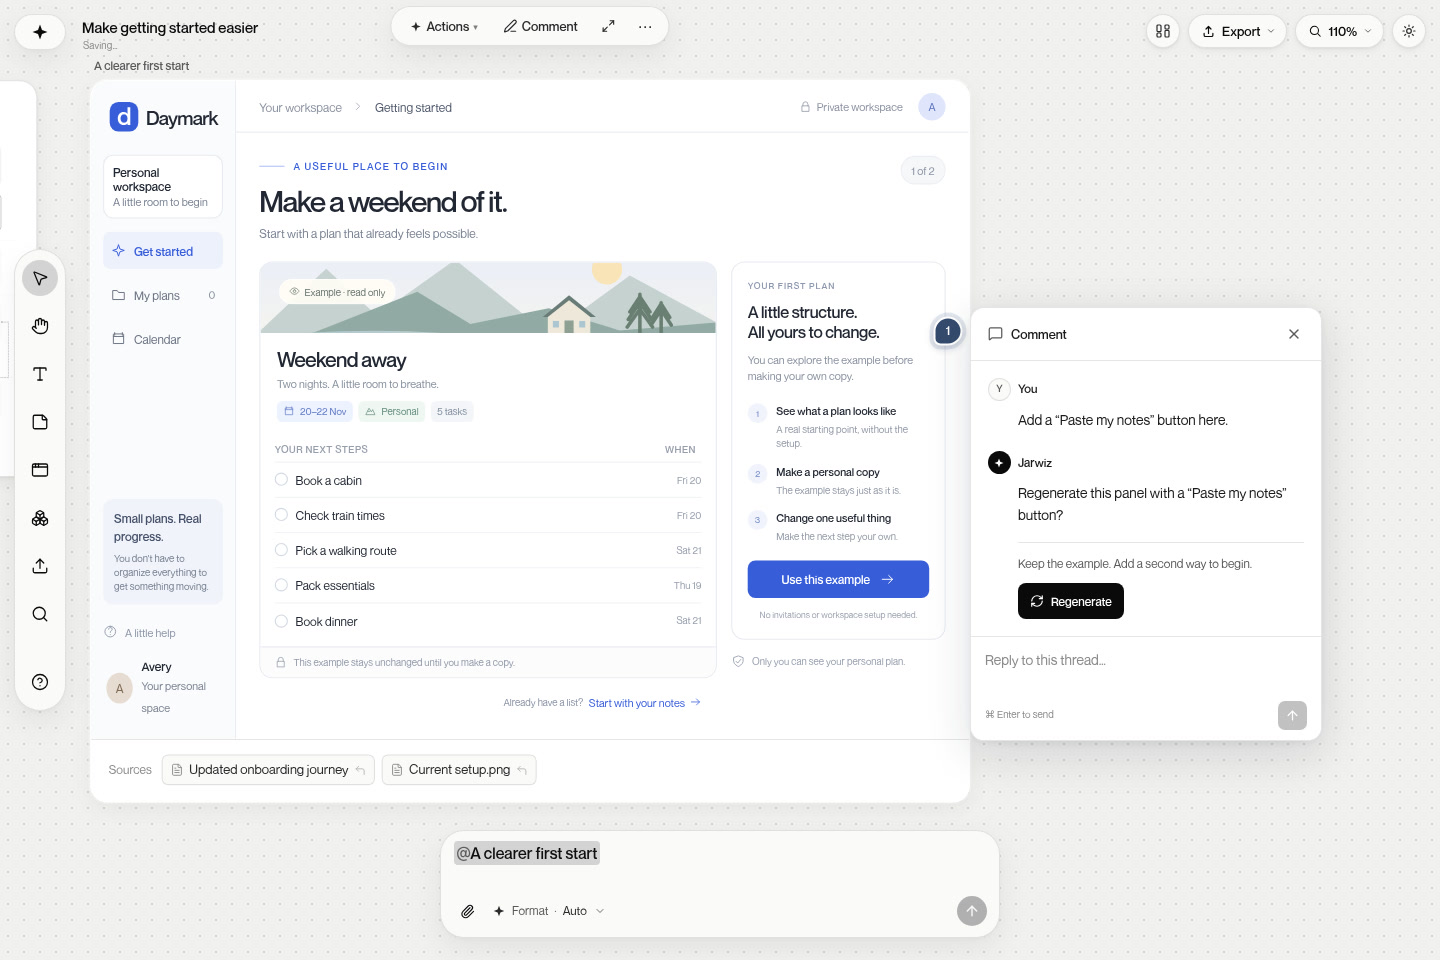 Make getting started easier
Saving...
Actions
Comment
Export
110%
A clearer first start
d Daymark
Personal
workspace
A little room to begin
Get started
My plans 0
Calendar
Small plans. Real
progress.
You don't have to
organize everything to
get something moving.
A little help
A
Avery
Your personal
space
Your workspace
Getting started
Private workspace
A
A USEFUL PLACE TO BEGIN
1 of 2
Make a weekend of it.
Start with a plan that already feels possible.
Example · read only
Weekend away
Two nights. A little room to breathe.
20–22 Nov
Personal
5 tasks
YOUR NEXT STEPS WHEN
Book a cabin Fri 20
Check train times Fri 20
Pick a walking route Sat 21
Pack essentials Thu 19
Book dinner Sat 21
This example stays unchanged until you make a copy.
Already have a list? Start with your notes
YOUR FIRST PLAN
A little structure.
All yours to change.
You can explore the example before
making your own copy.
1 See what a plan looks like
A real starting point, without the
setup.
2 Make a personal copy
The example stays just as it is.
3 Change one useful thing
Make the next step your own.
Use this example
No invitations or workspace setup needed.
Only you can see your personal plan.
Sources
Updated onboarding journey
Current setup.png
1
Comment
Y You
Add a “Paste my notes” button here.
Jarwiz
Regenerate this panel with a “Paste my notes”
button?
Keep the example. Add a second way to begin.
Regenerate
Reply to this thread...
⌘ Enter to send
@A clearer first start
Format · Auto